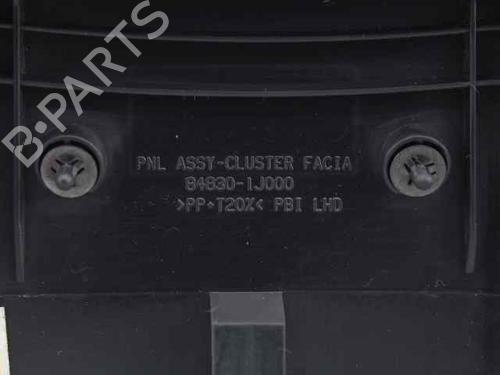 B-PARTS
PNL ASSY-CLUSTER FACIA
84830-1J000
>PP+T20X< PBI LHD